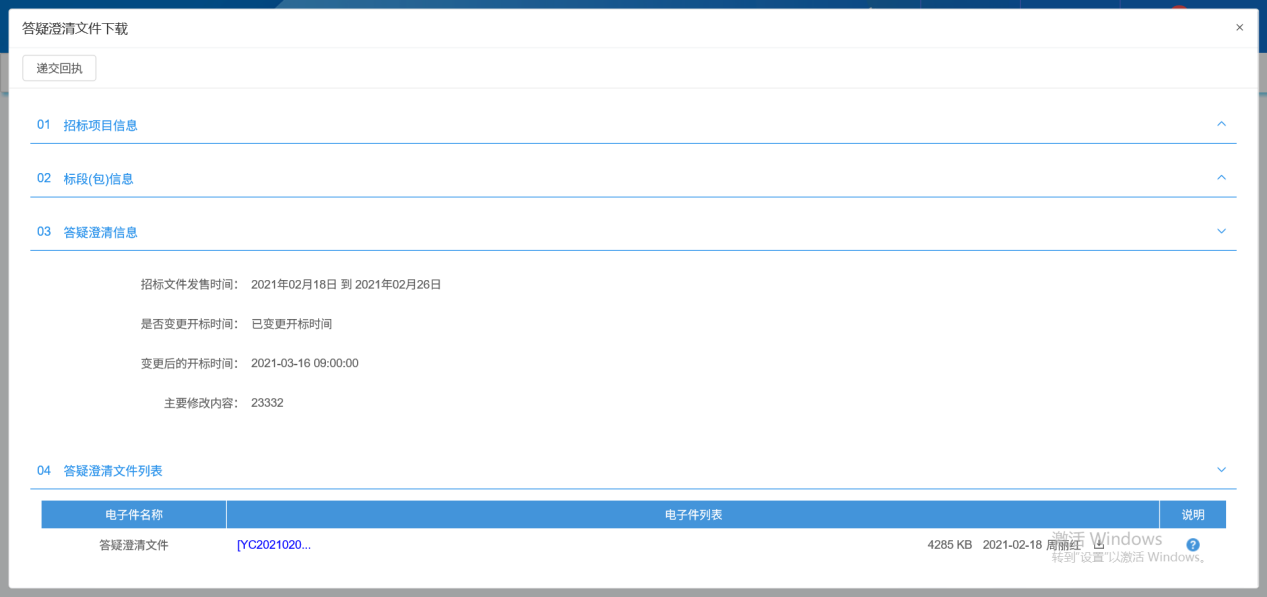 答疑澄清文件下载 ×
递交回执
01 招标项目信息
02 标段(包)信息
03 答疑澄清信息
招标文件发售时间： 2021年02月18日 到 2021年02月26日
是否变更开标时间： 已变更开标时间
变更后的开标时间： 2021-03-16 09:00:00
主要修改内容： 23332
04 答疑澄清文件列表
电子件名称 电子件列表 说明
答疑澄清文件 [YC2021020... 4285 KB 2021-02-18 周丽红 ?
激活 Windows
转到"设置"以激活 Windows。